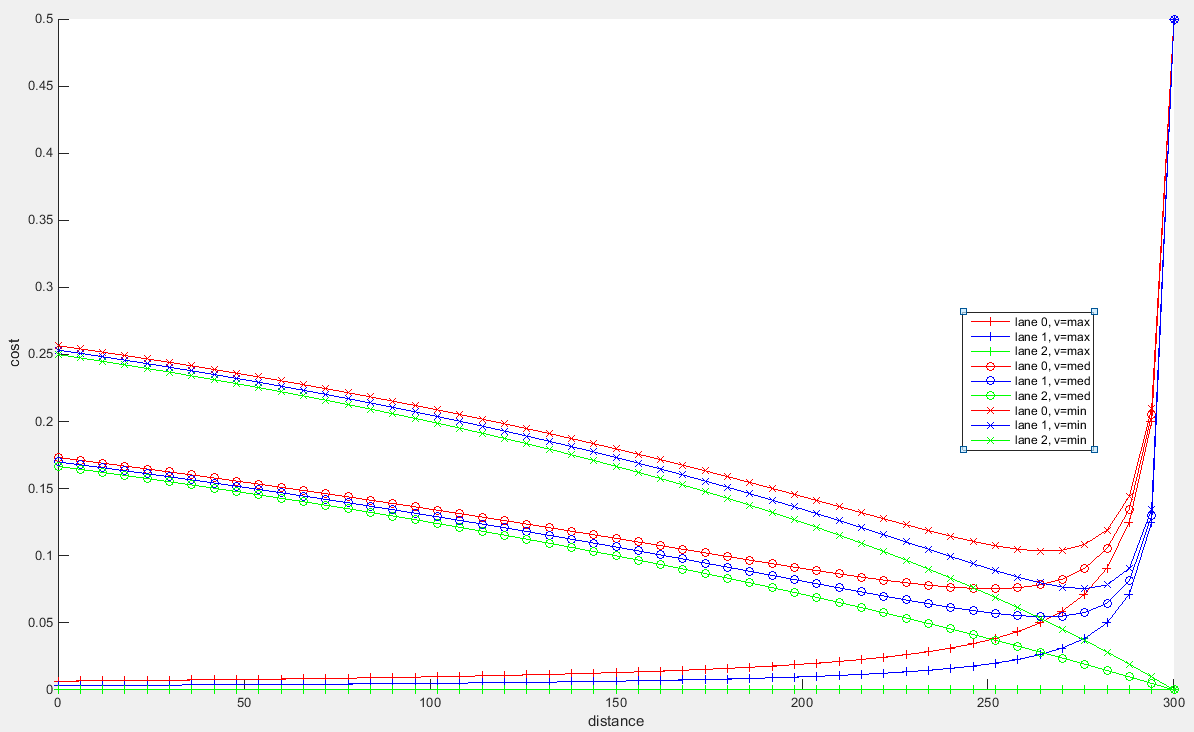 0.5
0.45
0.4
0.35
0.3
0.25
0.2
0.15
0.1
0.05
0
cost
lane 0, v=max
lane 1, v=max
lane 2, v=max
lane 0, v=med
lane 1, v=med
lane 2, v=med
lane 0, v=min
lane 1, v=min
lane 2, v=min
0 50 100 150 200 250 300
distance